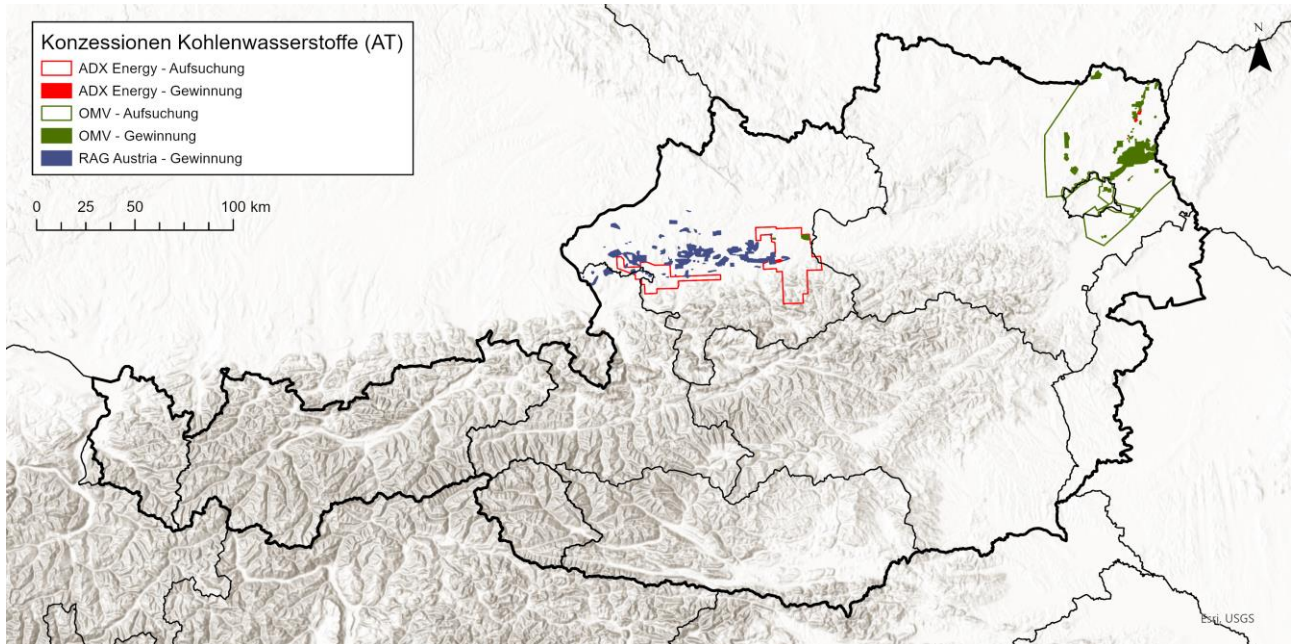 Konzessionen Kohlenwasserstoffe (AT)
ADX Energy - Aufsuchung
ADX Energy - Gewinnung
OMV - Aufsuchung
OMV - Gewinnung
RAG Austria - Gewinnung
0 25 50 100 km
N
Esri, USGS